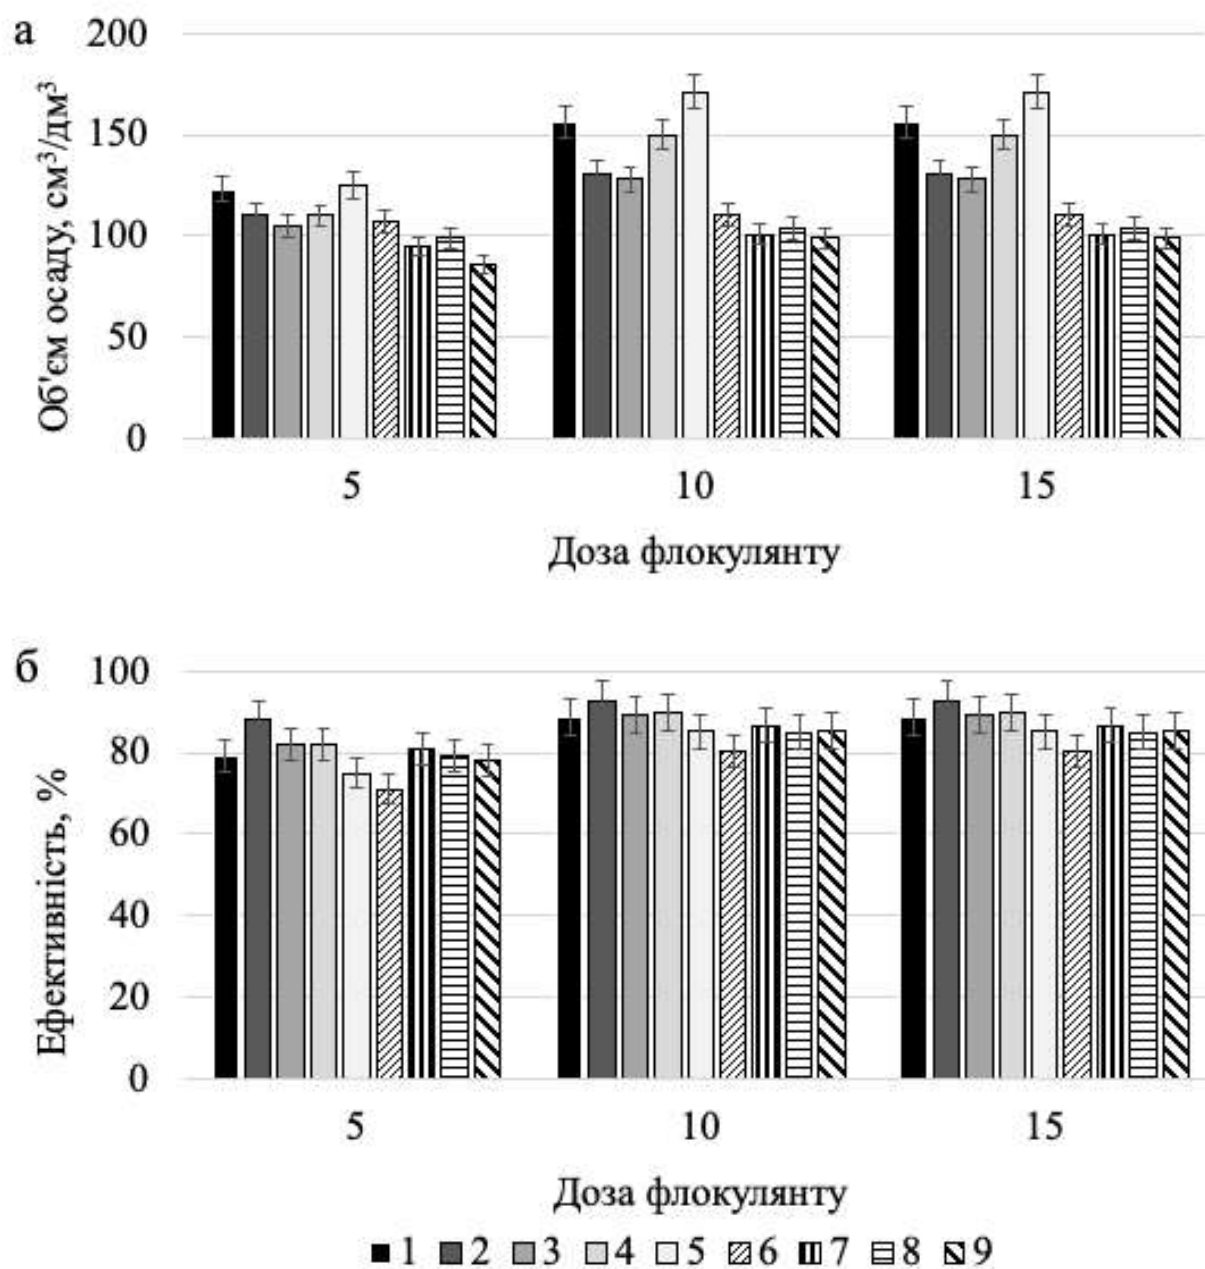 а
200
150
100
50
0
Об'єм осаду, см³/дм³
5 10 15
Доза флокулянту
б
100
80
60
40
20
0
Ефективність, %
5 10 15
Доза флокулянту
1 2 3 4 5 6 7 8 9